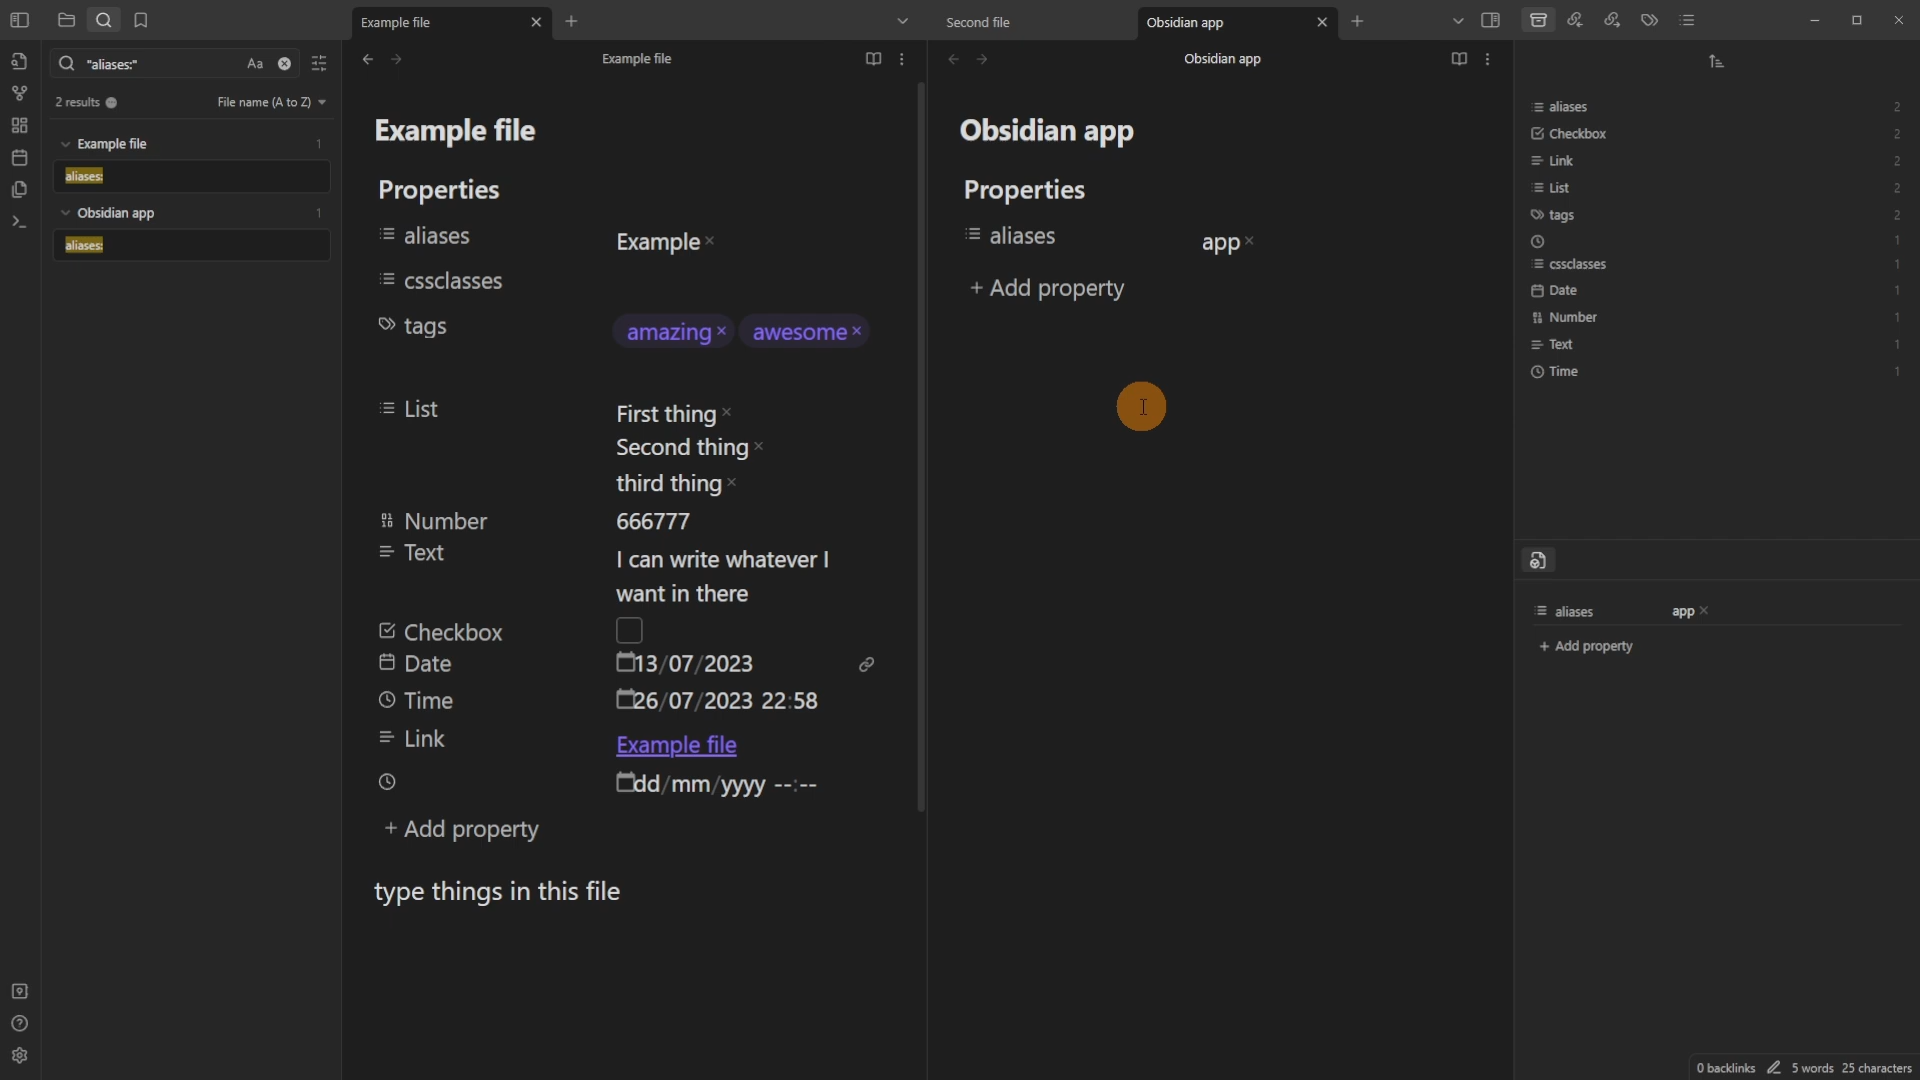 Example file
Second file
Obsidian app
"aliases:"
Aa
2 results
File name (A to Z)
Example file 1
aliases:
Obsidian app 1
aliases:
Example file
Example file
Properties
aliases Example
cssclasses
tags amazing awesome
List First thing
Second thing
third thing
Number 666777
Text I can write whatever I
want in there
Checkbox
Date 13/07/2023
Time 26/07/2023 22:58
Link Example file
dd/mm/yyyy --:--
+ Add property
type things in this file
Obsidian app
Obsidian app
Properties
aliases app
+ Add property
aliases 2
Checkbox 2
Link 2
List 2
tags 2
1
cssclasses 1
Date 1
Number 1
Text 1
Time 1
aliases app
+ Add property
0 backlinks 5 words 25 characters